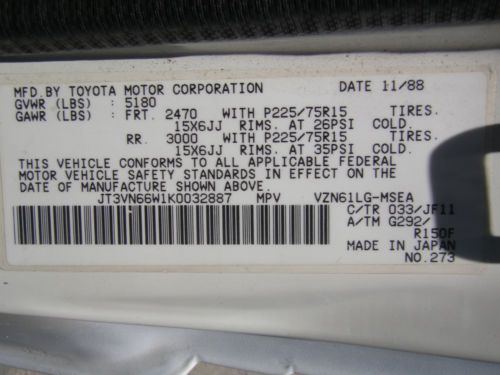 MFD. BY TOYOTA MOTOR CORPORATION DATE 11/88
GVWR (LBS) : 5180
GAWR (LBS) : FRT. 2470 WITH P225/75R15 TIRES.
15X6JJ RIMS. AT 26PSI COLD.
RR. 3000 WITH P225/75R15 TIRES.
15X6JJ RIMS. AT 35PSI COLD.
THIS VEHICLE CONFORMS TO ALL APPLICABLE FEDERAL
MOTOR VEHICLE SAFETY STANDARDS IN EFFECT ON THE
DATE OF MANUFACTURE SHOWN ABOVE.
JT3VN66W1K0032887 MPV VZN61LG-MSEA
C/TR 033/JF11
A/TM G292/
R150F
MADE IN JAPAN
NO.273